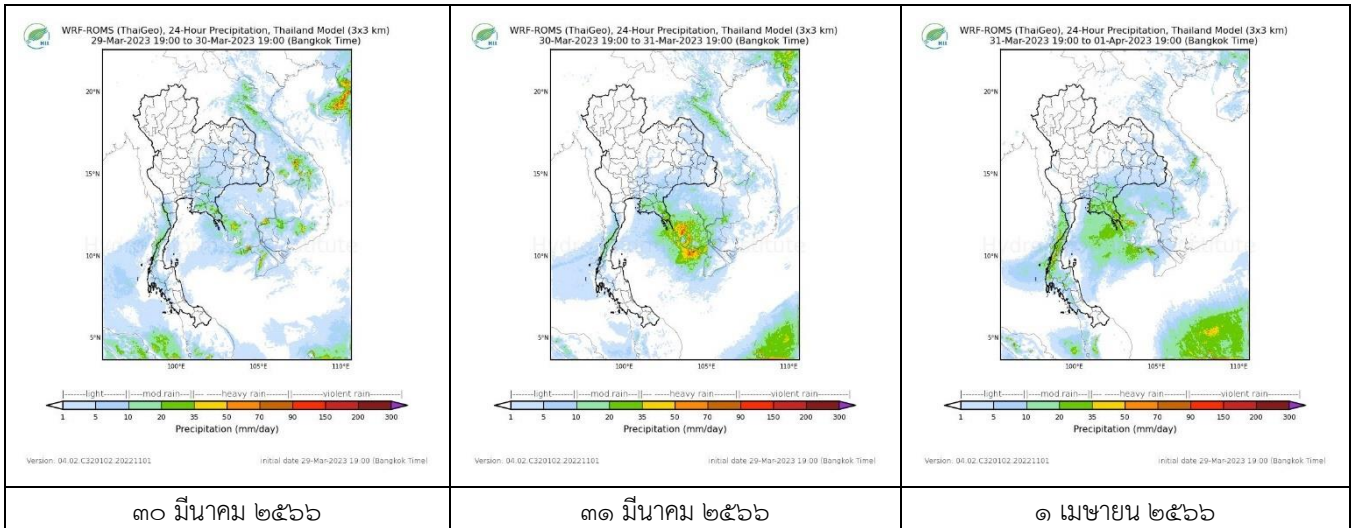 WRF-ROMS (ThaiGeo), 24-Hour Precipitation, Thailand Model (3x3 km)
29-Mar-2023 19:00 to 30-Mar-2023 19:00 (Bangkok Time)
20°N
15°N
10°N
5°N
100°E 105°E 110°E
|-------light------||----mod rain---||--- ------heavy rain-------||------violent rain-------|
1 5 10 20 35 50 70 90 150 200 300
Precipitation (mm/day)
Version: 04.02.C320102.20221101 initial date 29-Mar-2023 19:00 (Bangkok Time)
๓๐ มีนาคม ๒๕๖๖
WRF-ROMS (ThaiGeo), 24-Hour Precipitation, Thailand Model (3x3 km)
30-Mar-2023 19:00 to 31-Mar-2023 19:00 (Bangkok Time)
20°N
15°N
10°N
5°N
100°E 105°E 110°E
|-------light------||----mod rain---||--- ------heavy rain-------||------violent rain-------|
1 5 10 20 35 50 70 90 150 200 300
Precipitation (mm/day)
Version: 04.02.C320102.20221101 initial date 29-Mar-2023 19:00 (Bangkok Time)
๓๑ มีนาคม ๒๕๖๖
WRF-ROMS (ThaiGeo), 24-Hour Precipitation, Thailand Model (3x3 km)
31-Mar-2023 19:00 to 01-Apr-2023 19:00 (Bangkok Time)
20°N
15°N
10°N
5°N
100°E 105°E 110°E
|-------light------||----mod rain---||--- ------heavy rain-------||------violent rain-------|
1 5 10 20 35 50 70 90 150 200 300
Precipitation (mm/day)
Version: 04.02.C320102.20221101 initial date 29-Mar-2023 19:00 (Bangkok Time)
๑ เมษายน ๒๕๖๖